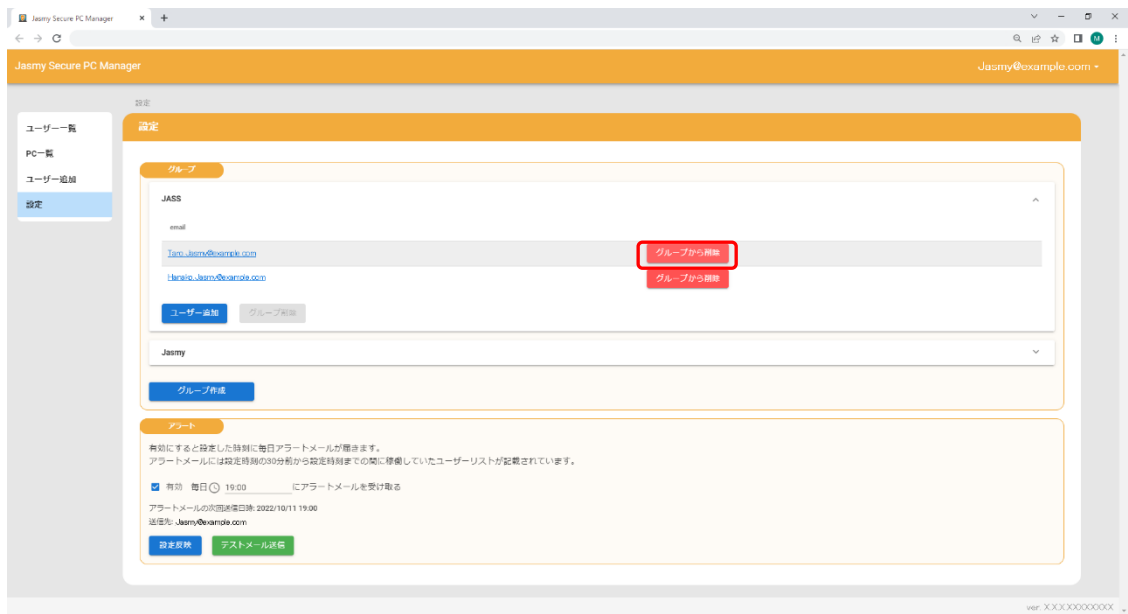 Jasmy Secure PC Manager
Jasmy Secure PC Manager
Jasmy@example.com
設定
ユーザー一覧
PC一覧
ユーザー追加
設定
設定
グループ
JASS
email
Taro.Jasmy@example.com グループから削除
Hanako.Jasmy@example.com グループから削除
ユーザー追加 グループ削除
Jasmy
グループ作成
アラート
有効にすると設定した時刻に毎日アラートメールが届きます。
アラートメールには設定時刻の30分前から設定時刻までの間に稼働していたユーザーリストが記載されています。
有効 毎日 19:00 にアラートメールを受け取る
アラートメールの次回送信日時: 2022/10/11 19:00
送信先: Jasmy@example.com
設定反映 テストメール送信
ver. X.X.XXXXXXXXX